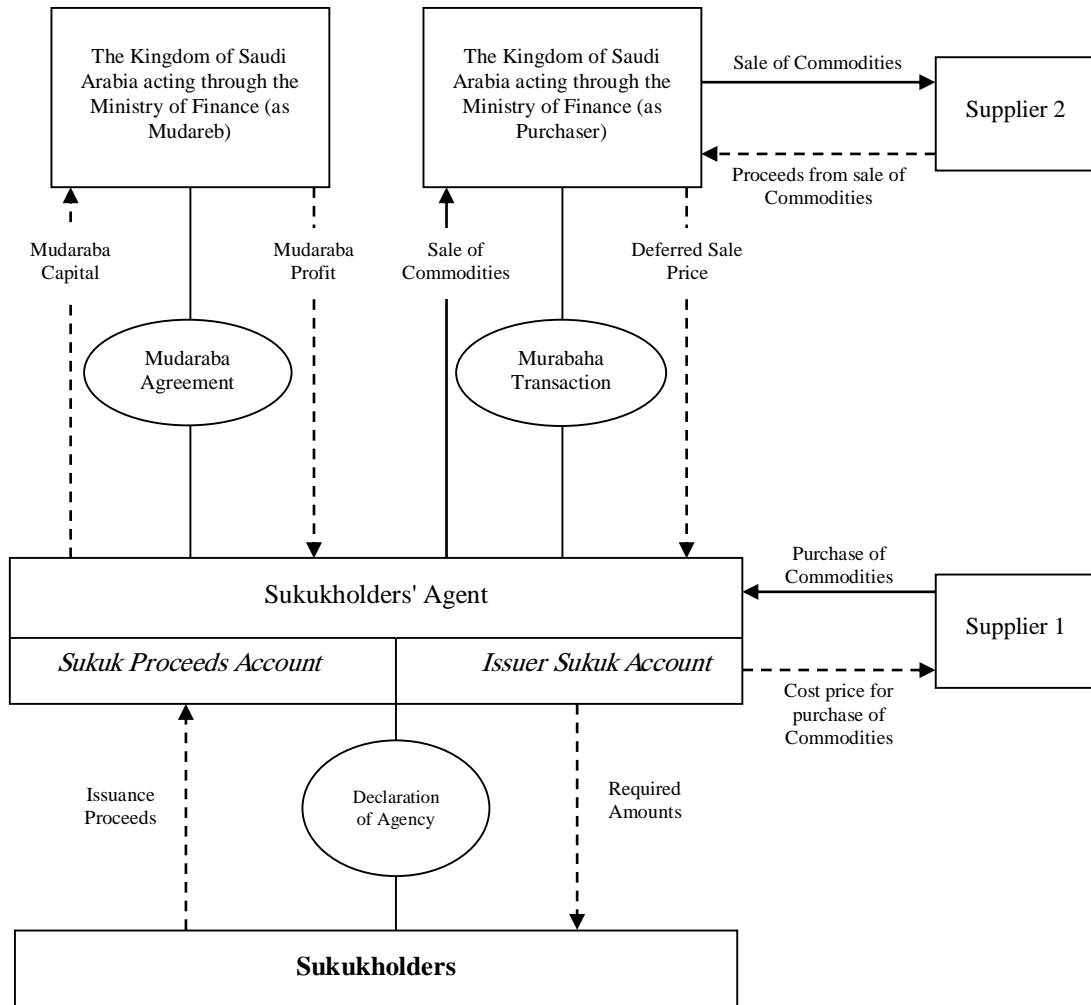 The Kingdom of Saudi
Arabia acting through the
Ministry of Finance (as
Mudareb)
The Kingdom of Saudi
Arabia acting through the
Ministry of Finance (as
Purchaser)
Sale of Commodities
Supplier 2
Proceeds from sale of
Commodities
Mudaraba
Capital
Mudaraba
Profit
Sale of
Commodities
Deferred Sale
Price
Mudaraba
Agreement
Murabaha
Transaction
Sukukholders' Agent
Purchase of
Commodities
Supplier 1
Sukuk Proceeds Account
Issuer Sukuk Account
Cost price for
purchase of
Commodities
Issuance
Proceeds
Declaration
of Agency
Required
Amounts
Sukukholders